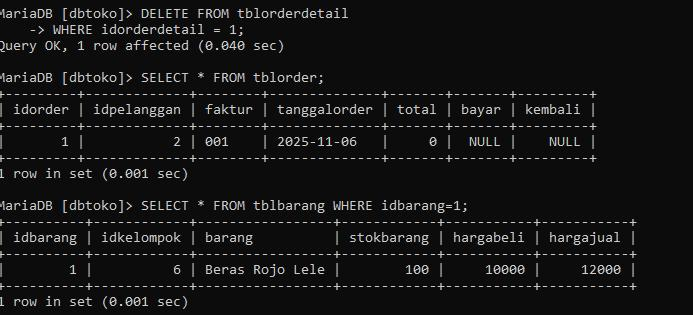 MariaDB [dbtoko]> DELETE FROM tblorderdetail
    -> WHERE idorderdetail = 1;
Query OK, 1 row affected (0.040 sec)
MariaDB [dbtoko]> SELECT * FROM tblorder;
+---------+-------------+--------+--------------+-------+-------+---------+
| idorder | idpelanggan | faktur | tanggalorder | total | bayar | kembali |
+---------+-------------+--------+--------------+-------+-------+---------+
|       1 |           2 | 001    | 2025-11-06   |     0 |  NULL |    NULL |
+---------+-------------+--------+--------------+-------+-------+---------+
1 row in set (0.001 sec)
MariaDB [dbtoko]> SELECT * FROM tblbarang WHERE idbarang=1;
+----------+------------+-----------------+------------+-----------+-----------+
| idbarang | idkelompok | barang          | stokbarang | hargabeli | hargajual |
+----------+------------+-----------------+------------+-----------+-----------+
|        1 |          6 | Beras Rojo Lele |        100 |     10000 |     12000 |
+----------+------------+-----------------+------------+-----------+-----------+
1 row in set (0.001 sec)